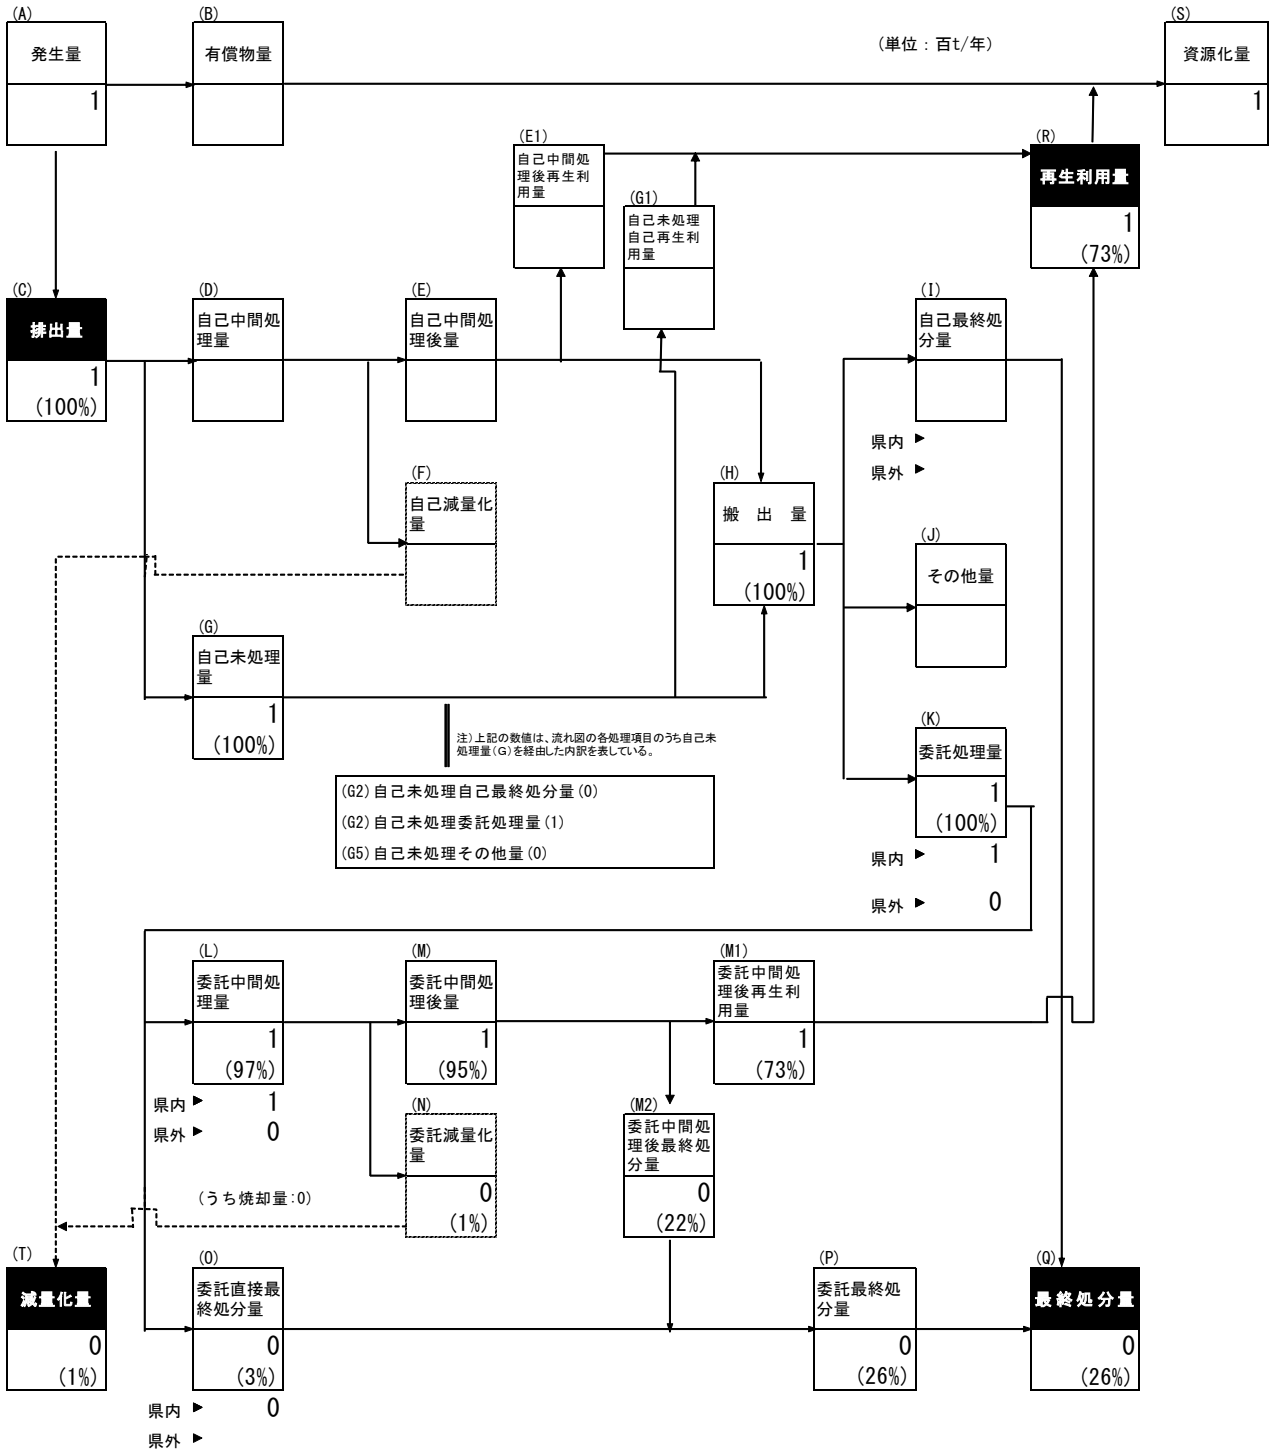 (A)
発生量
1
(B)
有償物量
(単位：百t/年)
(S)
資源化量
1
(E1)
自己中間処
理後再生利
用量
(G1)
自己未処理
自己再生利
用量
(R)
再生利用量
1
(73%)
(C)
排出量
1
(100%)
(D)
自己中間処
理量
(E)
自己中間処
理後量
(I)
自己最終処
分量
県内 ▶
県外 ▶
(F)
自己減量化
量
(H)
搬 出 量
1
(100%)
(J)
その他量
(G)
自己未処理
量
1
(100%)
注)上記の数値は、流れ図の各処理項目のうち自己未
処理量(G)を経由した内訳を表している。
(G2)自己未処理自己最終処分量(0)
(G2)自己未処理委託処理量(1)
(G5)自己未処理その他量(0)
(K)
委託処理量
1
(100%)
県内 ▶ 1
県外 ▶ 0
(L)
委託中間処
理量
1
(97%)
県内 ▶ 1
県外 ▶ 0
(M)
委託中間処
理後量
1
(95%)
(M1)
委託中間処
理後再生利
用量
1
(73%)
(N)
委託減量化
量
0
(1%)
(M2)
委託中間処
理後最終処
分量
0
(22%)
(うち焼却量:0)
(T)
減量化量
0
(1%)
(O)
委託直接最
終処分量
0
(3%)
県内 ▶ 0
県外 ▶
(P)
委託最終処
分量
0
(26%)
(Q)
最終処分量
0
(26%)